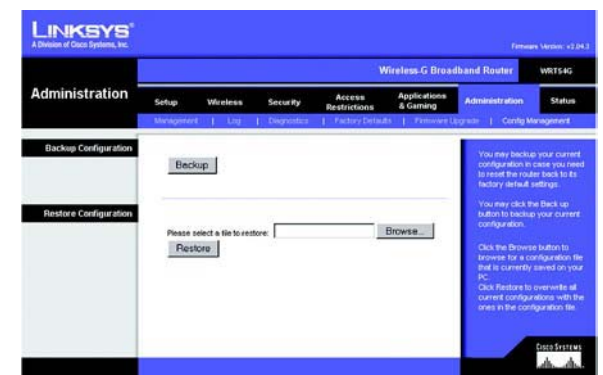 LINKSYS®
A Division of Cisco Systems, Inc.
Firmware Version: v2.04.3
Wireless-G Broadband Router WRT54G
Administration
Setup Wireless Security Access Restrictions Applications & Gaming Administration Status
Management | Log | Diagnostics | Factory Defaults | Firmware Upgrade | Config Management
Backup Configuration
Backup
Restore Configuration
Please select a file to restore: Browse...
Restore
You may backup your current
configuration in case you need
to reset the router back to its
factory default settings.
You may click the Back up
button to backup your current
configuration.
Click the Browse button to
browse for a configuration file
that is currently saved on your
PC.
Click Restore to overwrite all
current configurations with the
ones in the configuration file.
CISCO SYSTEMS